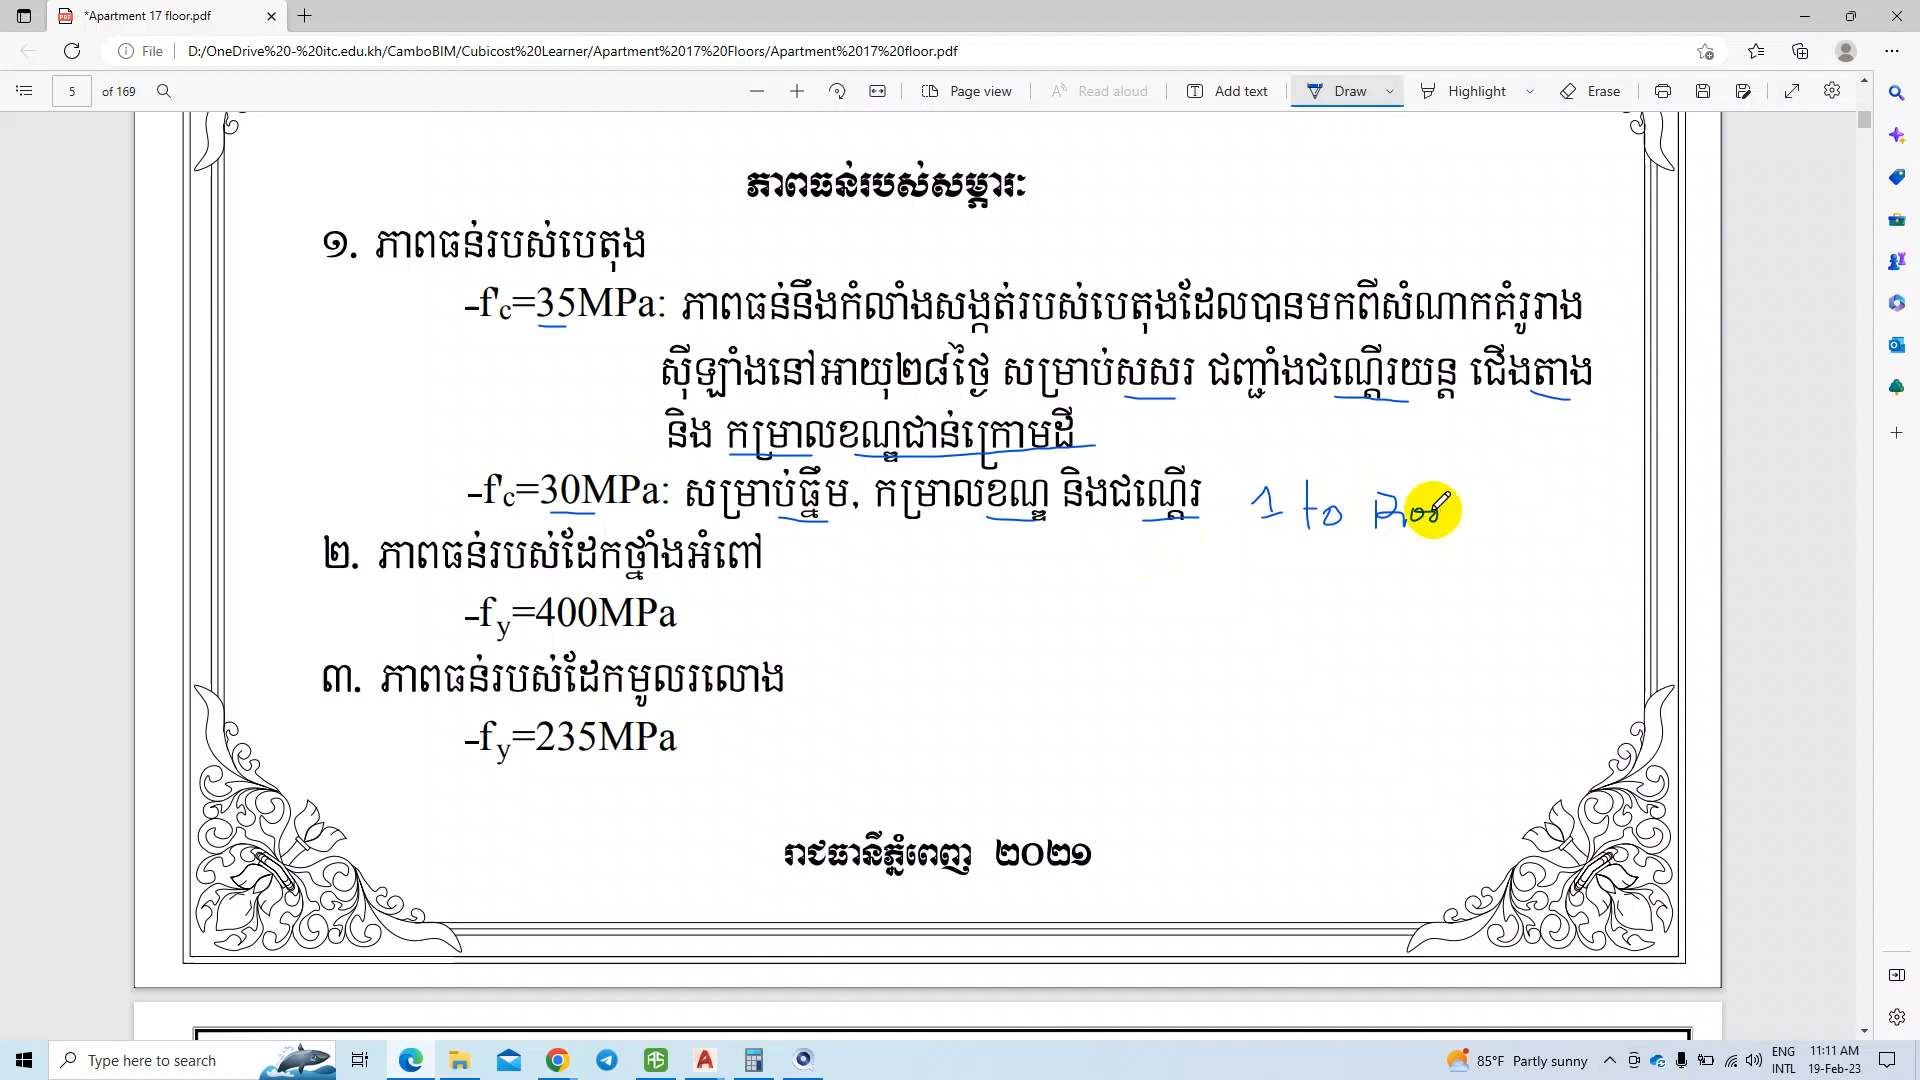 *Apartment 17 floor.pdf
File D:/OneDrive%20-%20itc.edu.kh/CamboBIM/Cubicost%20Learner/Apartment%2017%20Floors/Apartment%2017%20floor.pdf
5 of 169 Page view Read aloud Add text Draw Highlight Erase
ភាពធន់របស់សម្ភារៈ
១. ភាពធន់របស់បេតុង
-f'c=35MPa: ភាពធន់នឹងកំលាំងសង្កត់របស់បេតុងដែលបានមកពីសំណាកគំរូរាង
ស៊ីឡាំងនៅអាយុ២៨ថ្ងៃ សម្រាប់សសរ ជញ្ជាំងជណ្តើរយន្ត ជើងតាង
និង កម្រាលខណ្ឌជាន់ក្រោមដី
-f'c=30MPa: សម្រាប់ធ្នឹម, កម្រាលខណ្ឌ និងជណ្តើរ 1 to
២. ភាពធន់របស់ដែកថ្នាំងអំពៅ
-fy=400MPa
៣. ភាពធន់របស់ដែកមូលរលោង
-fy=235MPa
រាជធានីភ្នំពេញ ២០២១
Type here to search 85°F Partly sunny ENG INTL 11:11 AM 19-Feb-23